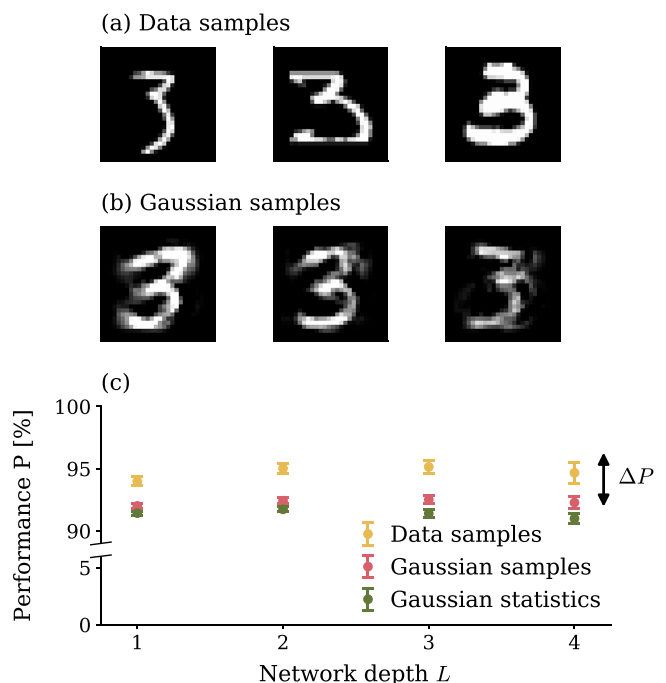 (a) Data samples
(b) Gaussian samples
(c)
Performance P [%]
100
95
90
5
0
ΔP
Data samples
Gaussian samples
Gaussian statistics
1 2 3 4
Network depth L